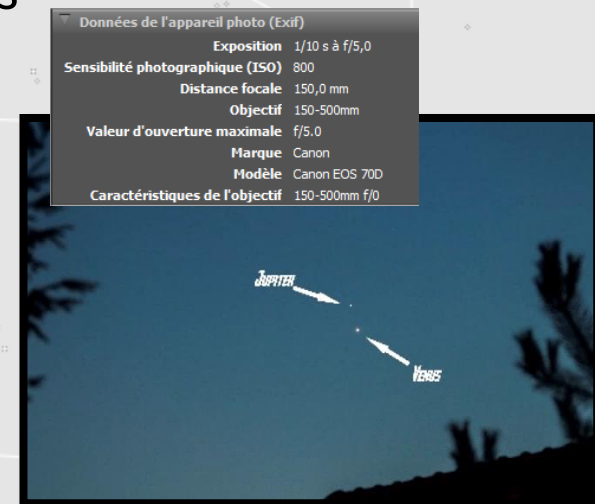 Données de l'appareil photo (Exif)
Exposition 1/10 s à f/5,0
Sensibilité photographique (ISO) 800
Distance focale 150,0 mm
Objectif 150-500mm
Valeur d'ouverture maximale f/5.0
Marque Canon
Modèle Canon EOS 70D
Caractéristiques de l'objectif 150-500mm f/0
JUPITER
VENUS